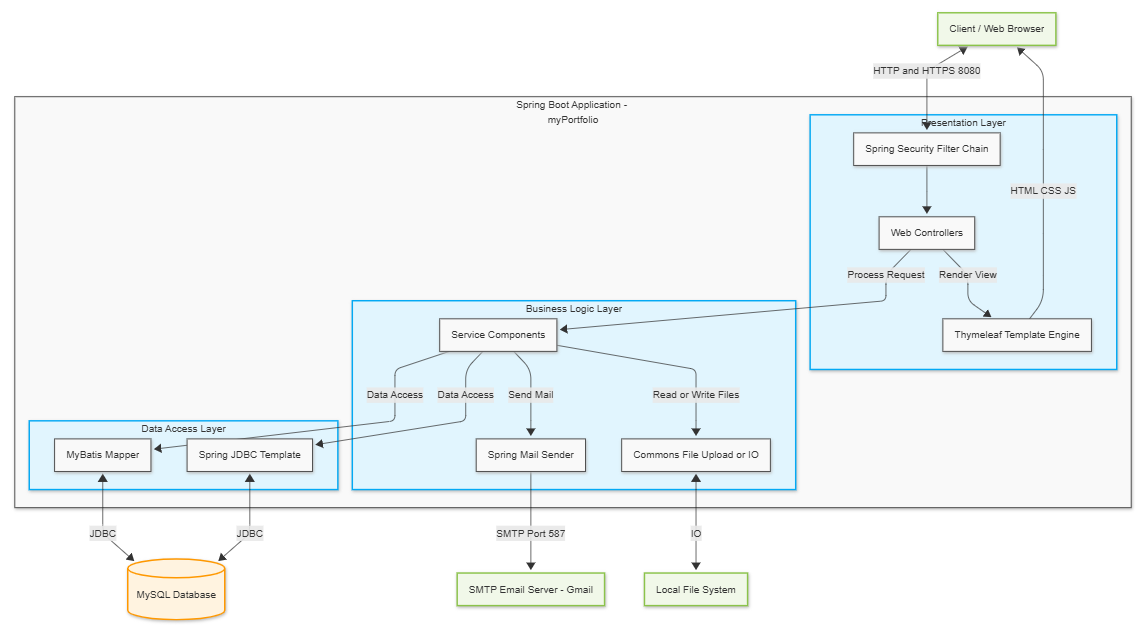 Client / Web Browser
HTTP and HTTPS 8080
Spring Boot Application -
myPortfolio
Presentation Layer
Spring Security Filter Chain
HTML CSS JS
Web Controllers
Process Request
Render View
Business Logic Layer
Service Components
Thymeleaf Template Engine
Data Access
Data Access
Send Mail
Read or Write Files
Data Access Layer
MyBatis Mapper
Spring JDBC Template
Spring Mail Sender
Commons File Upload or IO
JDBC
JDBC
SMTP Port 587
IO
MySQL Database
SMTP Email Server - Gmail
Local File System